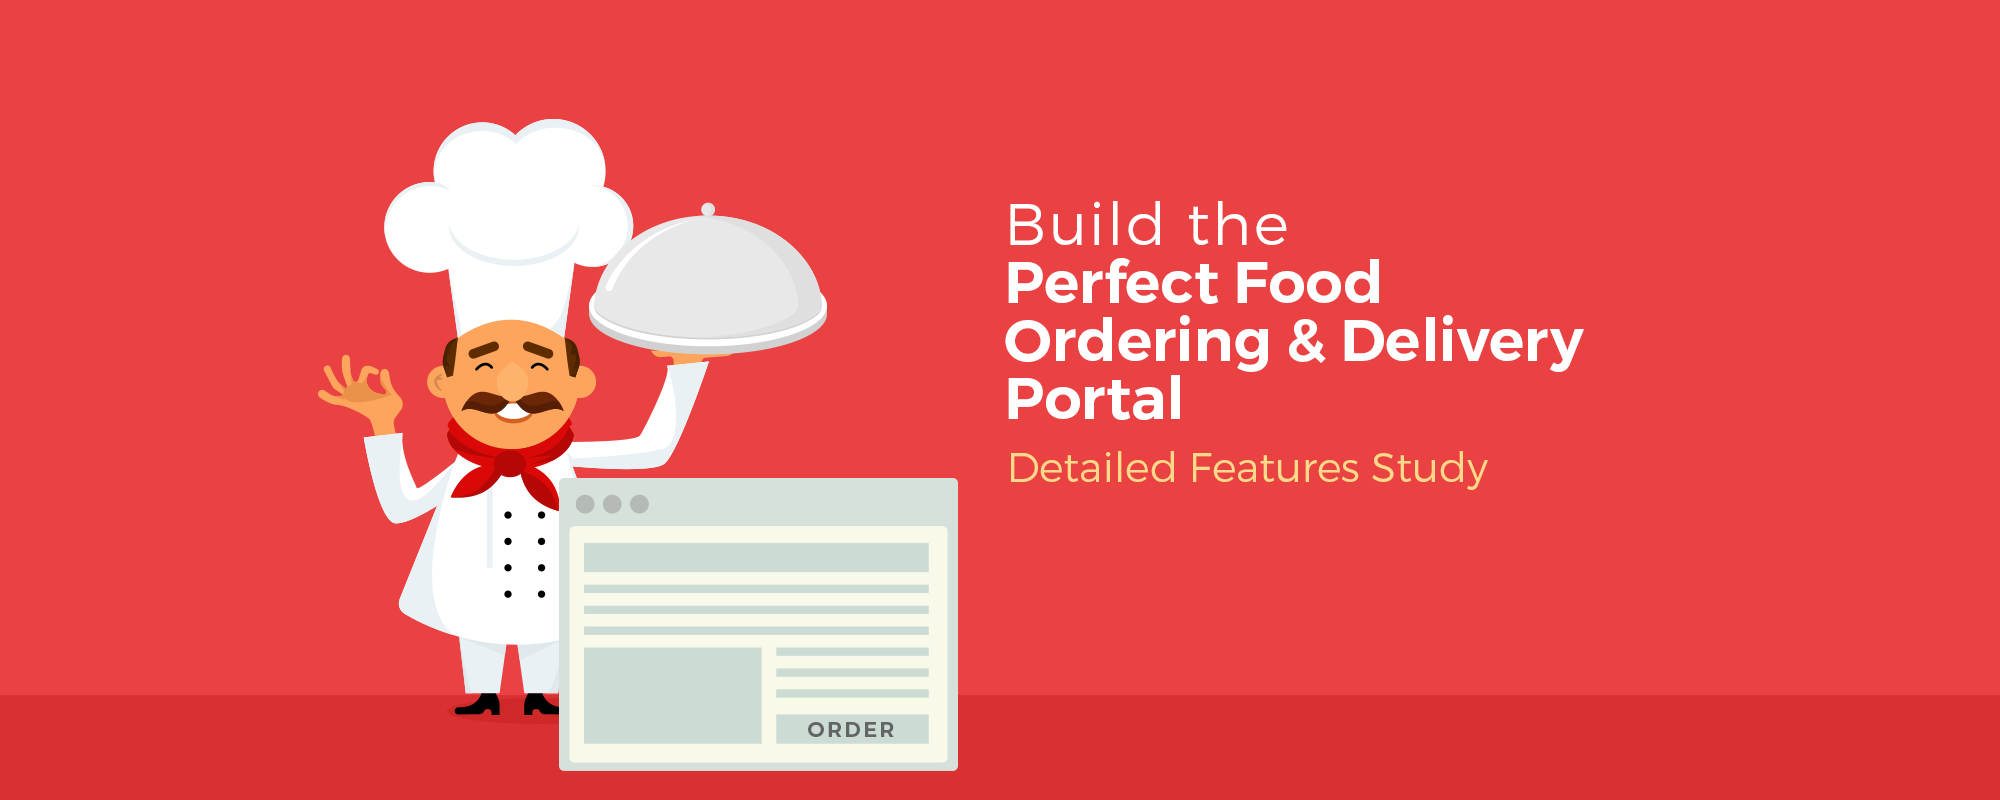 Build the
Perfect Food
Ordering & Delivery
Portal
Detailed Features Study
ORDER